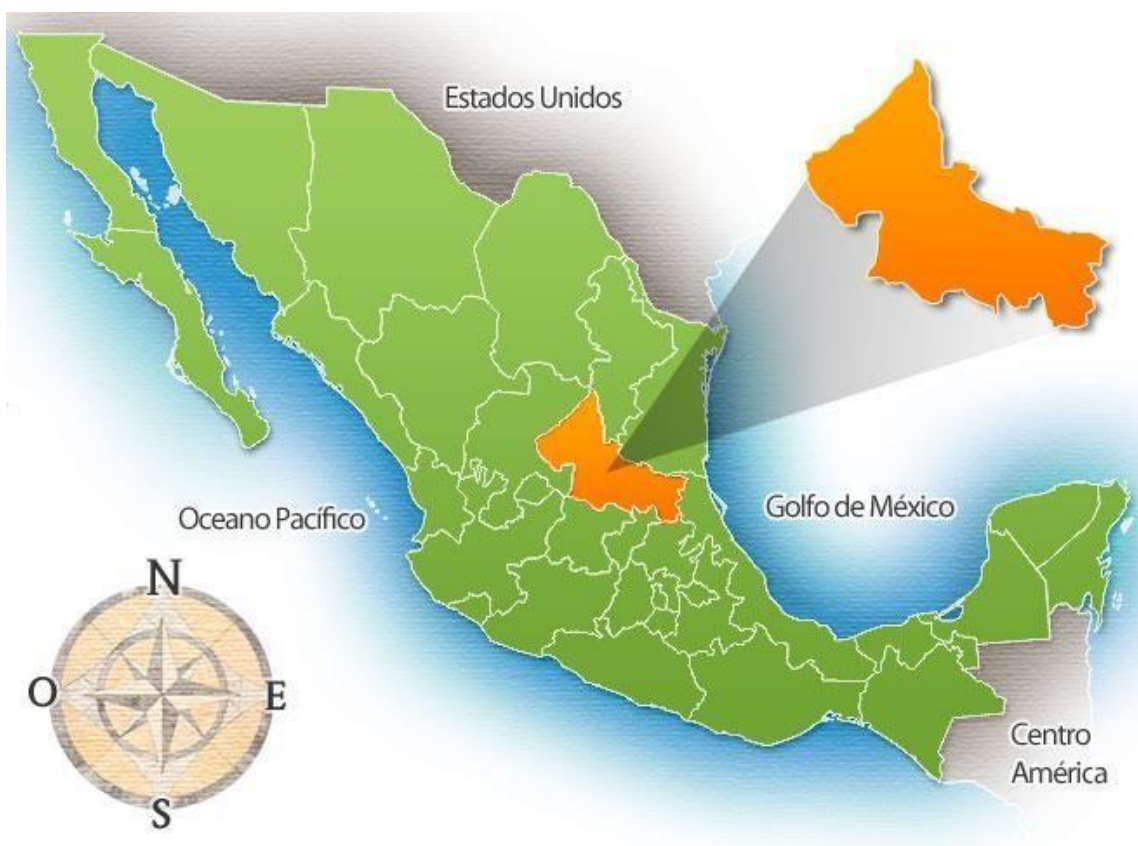 Estados Unidos
Oceano Pacífico
Golfo de México
N
O
E
S
Centro
América